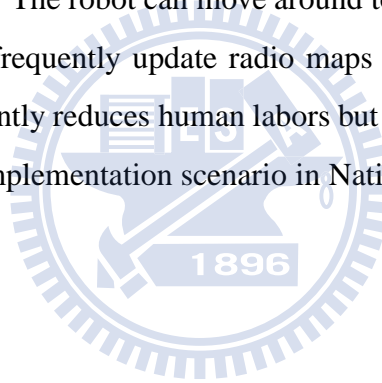 The robot can move around to
frequently update radio maps
ntly reduces human labors but
mplementation scenario in Nati
E S A
1896